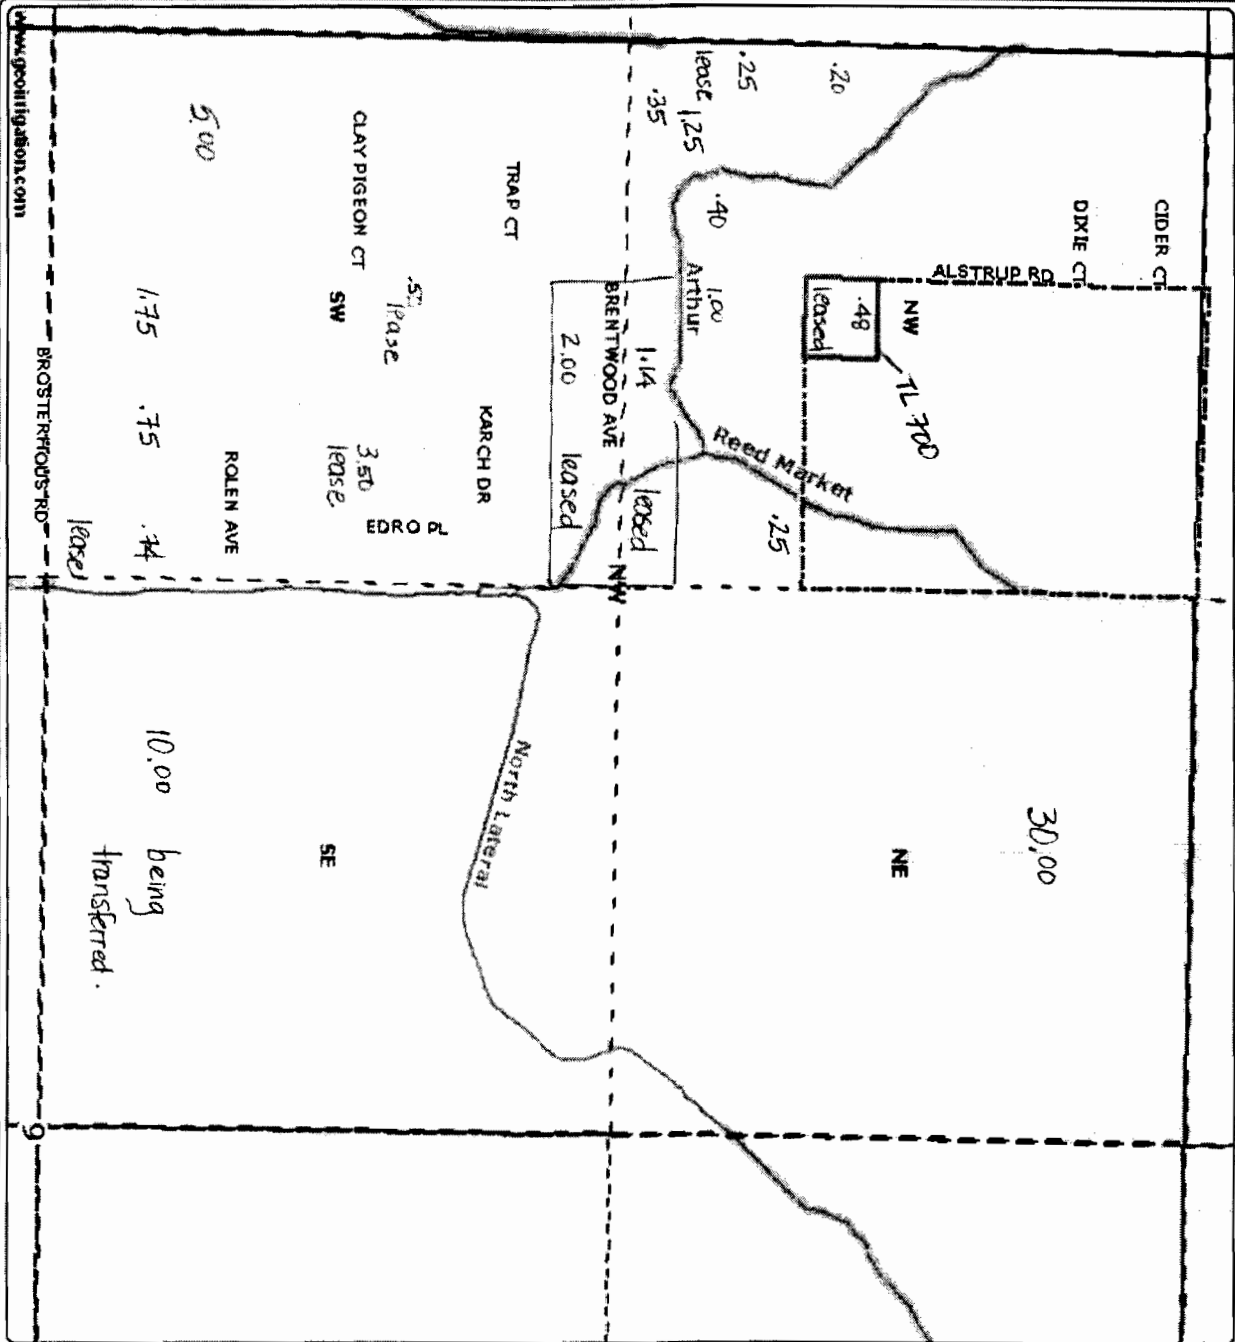 CIDER CT
DIXIE CT
ALSTRUP RD
NW
.48
leased
TL 700
.20
.25
lease
1.25
.35
.40
1.00
Arthur
Reed Market
.25
1.14
leased
BRENTWOOD AVE
NW
2.00
leased
TRAP CT
KARCH DR
EDRO PL
lease
CLAY PIGEON CT
SW
3.50
lease
ROLEN AVE
5.00
1.75
.75
leased
BROSTERHOUS RD
www.geoirrigation.com
30.00
NE
North Lateral
SE
10.00 being
transferred.
9